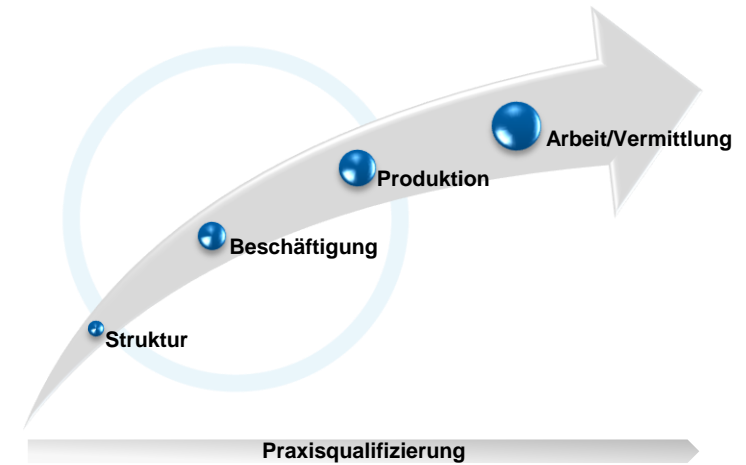 Arbeit/Vermittlung
Produktion
Beschäftigung
Struktur
Praxisqualifizierung